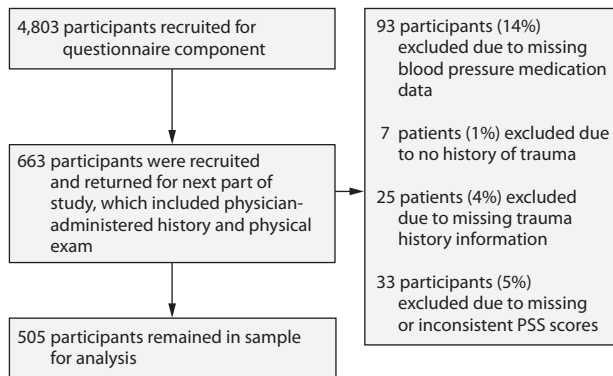 4,803 participants recruited for
questionnaire component
663 participants were recruited
and returned for next part of
study, which included physician-
administered history and physical
exam
505 participants remained in sample
for analysis
93 participants (14%)
excluded due to missing
blood pressure medication
data
7 patients (1%) excluded due
to no history of trauma
25 patients (4%) excluded
due to missing trauma
history information
33 participants (5%)
excluded due to missing
or inconsistent PSS scores